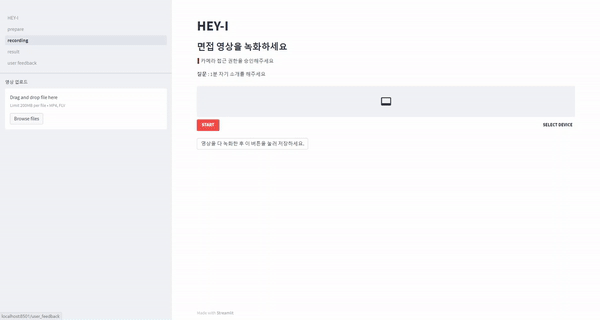 HEY-I
prepare
recording
result
user feedback
영상 업로드
Drag and drop file here
Limit 200MB per file • MP4, FLV
Browse files
HEY-I
면접 영상을 녹화하세요
카메라 접근 권한을 승인해주세요
질문 : 1분 자기 소개를 해주세요
START
SELECT DEVICE
영상을 다 녹화한 후 이 버튼을 눌러 저장하세요.
Made with Streamlit
localhost:8521/user_feedback